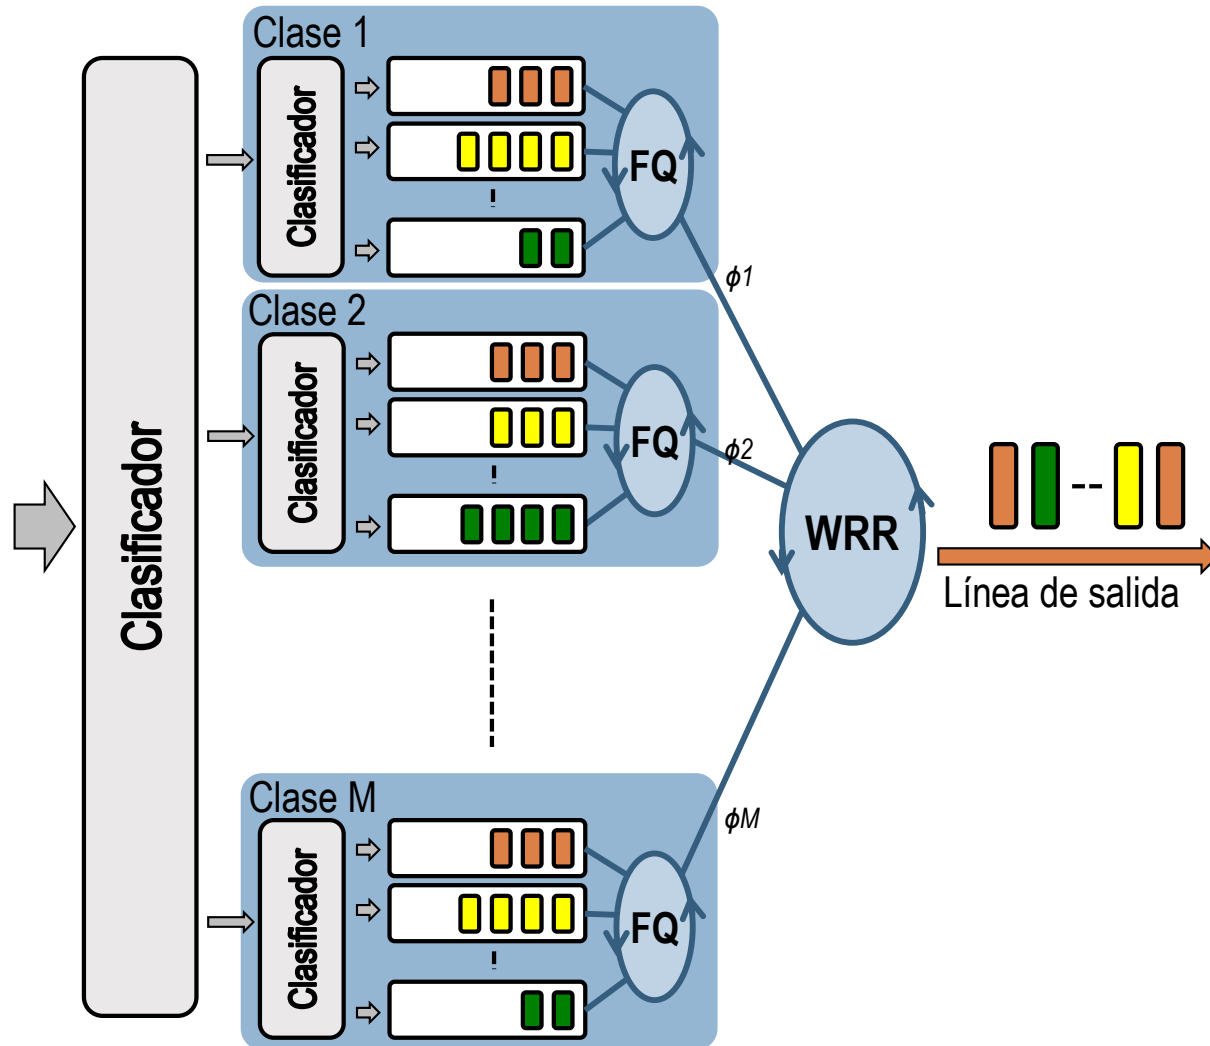 Clasificador
Clase 1
Clasificador
FQ
ϕ1
Clase 2
Clasificador
FQ
ϕ2
WRR
Línea de salida
Clase M
Clasificador
FQ
ϕM